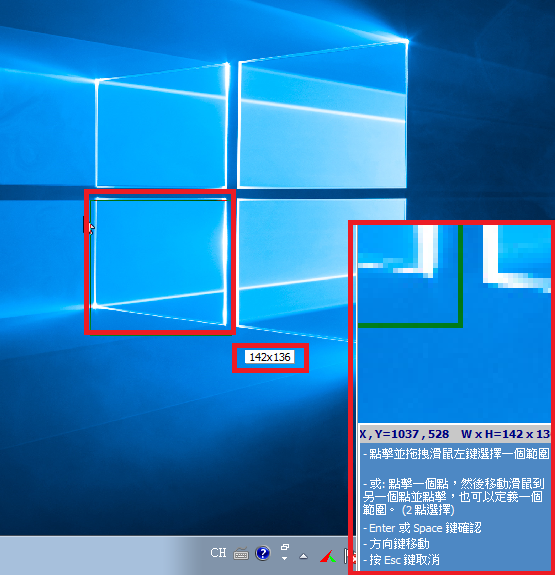 142x136
X , Y=1037 , 528 W x H=142 x 13
- 點擊並拖拽滑鼠左鍵選擇一個範圍
- 或: 點擊一個點，然後移動滑鼠到
另一個點並點擊，也可以定義一個
範圍。 (2 點選擇)
- Enter 或 Space 鍵確認
- 方向鍵移動
- 按 Esc 鍵取消
CH